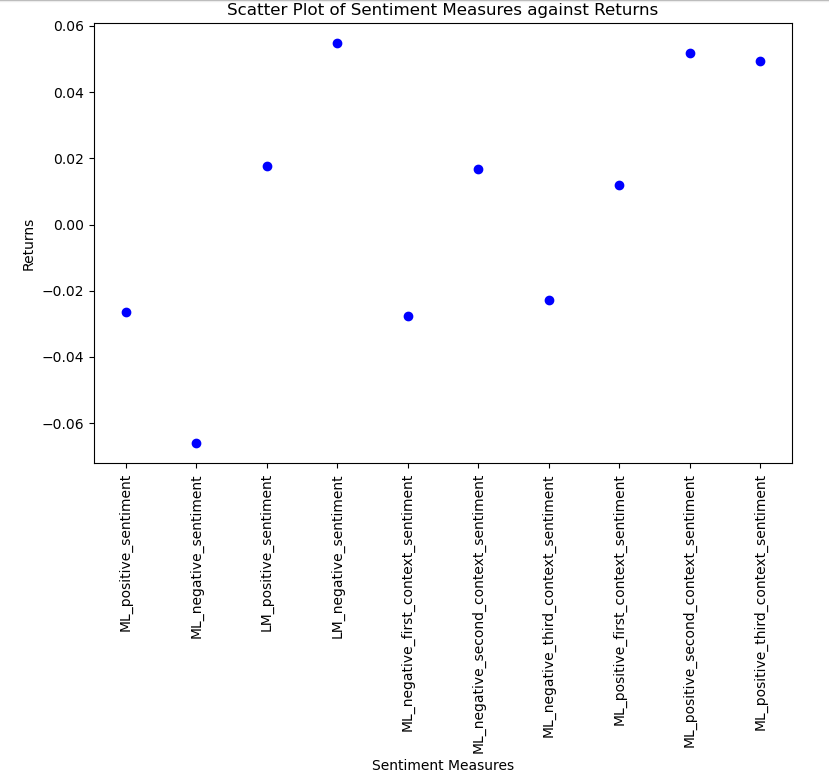 Scatter Plot of Sentiment Measures against Returns
0.06
0.04
0.02
0.00
−0.02
−0.04
−0.06
Returns
ML_positive_sentiment
ML_negative_sentiment
LM_positive_sentiment
LM_negative_sentiment
ML_negative_first_context_sentiment
ML_negative_second_context_sentiment
ML_negative_third_context_sentiment
ML_positive_first_context_sentiment
ML_positive_second_context_sentiment
ML_positive_third_context_sentiment
Sentiment Measures